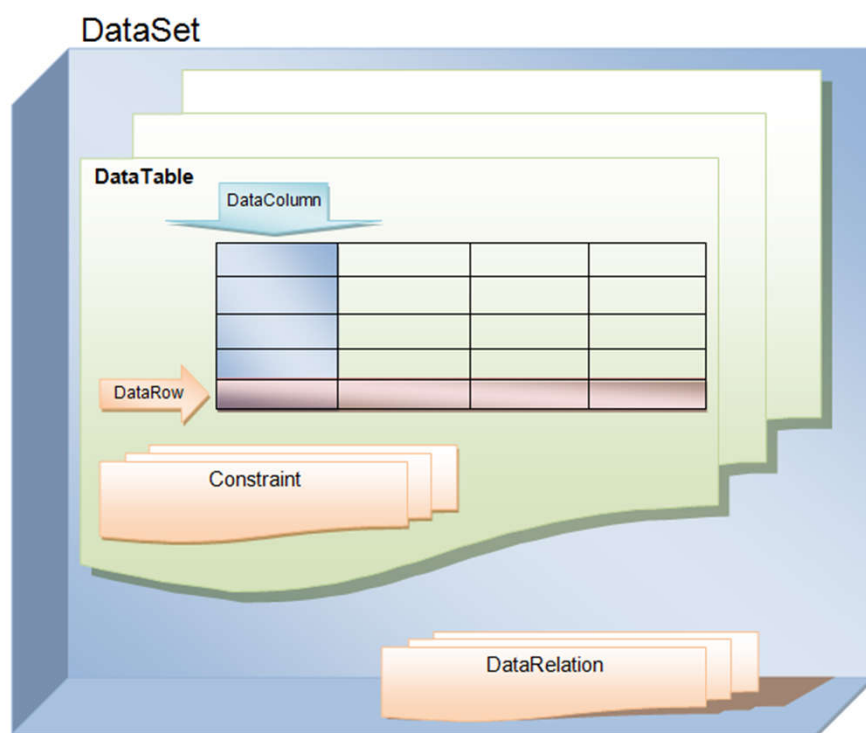 DataSet
DataTable
DataColumn
DataRow
Constraint
DataRelation